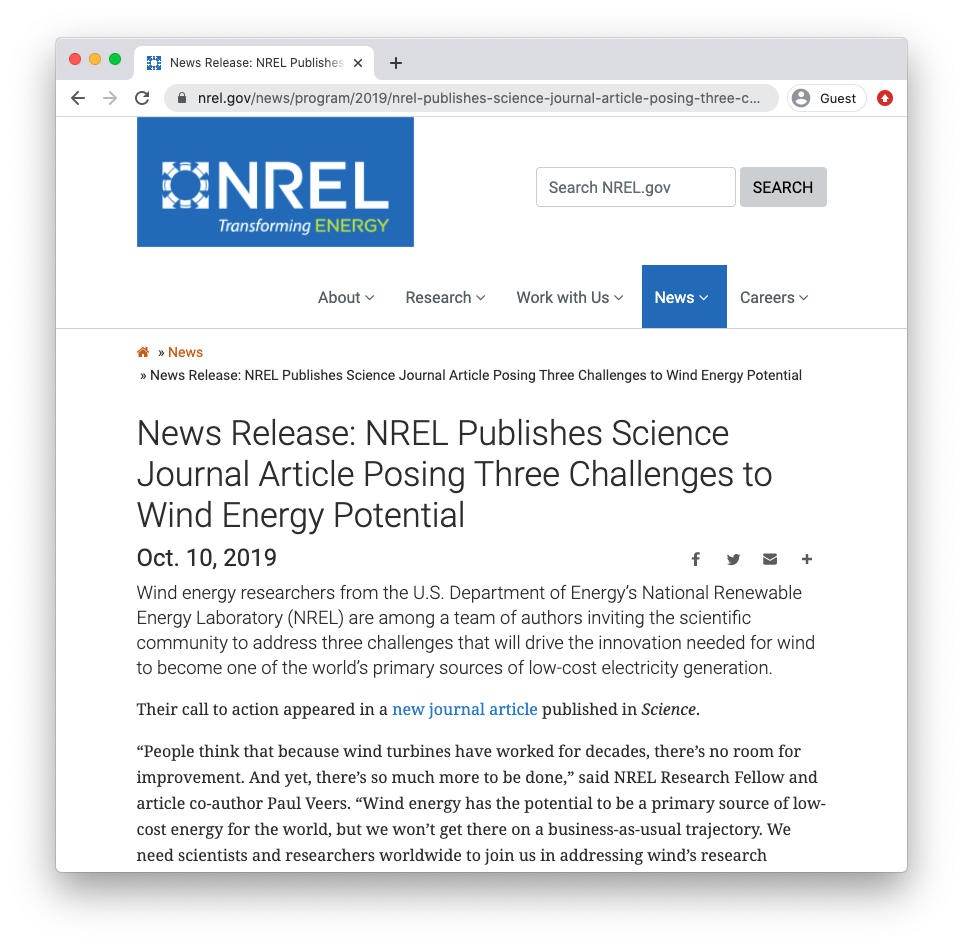 News Release: NREL Publishes
nrel.gov/news/program/2019/nrel-publishes-science-journal-article-posing-three-c...
Guest
NREL
Transforming ENERGY
Search NREL.gov
SEARCH
About
Research
Work with Us
News
Careers
» News
» News Release: NREL Publishes Science Journal Article Posing Three Challenges to Wind Energy Potential
News Release: NREL Publishes Science
Journal Article Posing Three Challenges to
Wind Energy Potential
Oct. 10, 2019
Wind energy researchers from the U.S. Department of Energy’s National Renewable
Energy Laboratory (NREL) are among a team of authors inviting the scientific
community to address three challenges that will drive the innovation needed for wind
to become one of the world’s primary sources of low-cost electricity generation.
Their call to action appeared in a new journal article published in Science.
“People think that because wind turbines have worked for decades, there’s no room for
improvement. And yet, there’s so much more to be done,” said NREL Research Fellow and
article co-author Paul Veers. “Wind energy has the potential to be a primary source of low-
cost energy for the world, but we won’t get there on a business-as-usual trajectory. We
need scientists and researchers worldwide to join us in addressing wind’s research